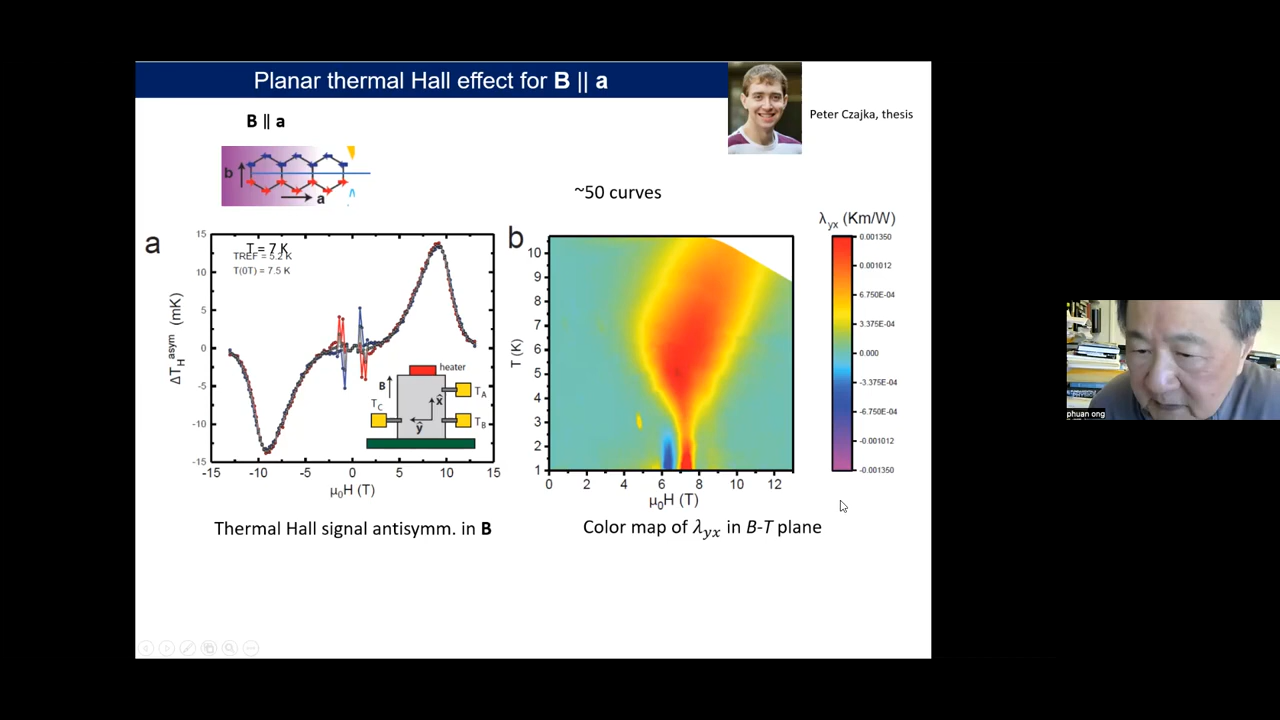 Planar thermal Hall effect for B || a
Peter Czajka, thesis
B ∥ a
b
a
~50 curves
λyx (Km/W)
a
15
10
5
0
-5
-10
-15
T = 7 K
TREF = 5.2 K
T(0T) = 7.5 K
ΔTH^asym (mK)
heater
B
x̂
ŷ
TA
TB
TC
-15 -10 -5 0 5 10 15
μ0H (T)
b
10
9
8
7
6
5
4
3
2
1
T (K)
0 2 4 6 8 10 12
μ0H (T)
0.001350
0.001012
6.750E-04
3.375E-04
0.000
-3.375E-04
-6.750E-04
-0.001012
-0.001350
Thermal Hall signal antisymm. in B
Color map of λyx in B-T plane
phuan ong